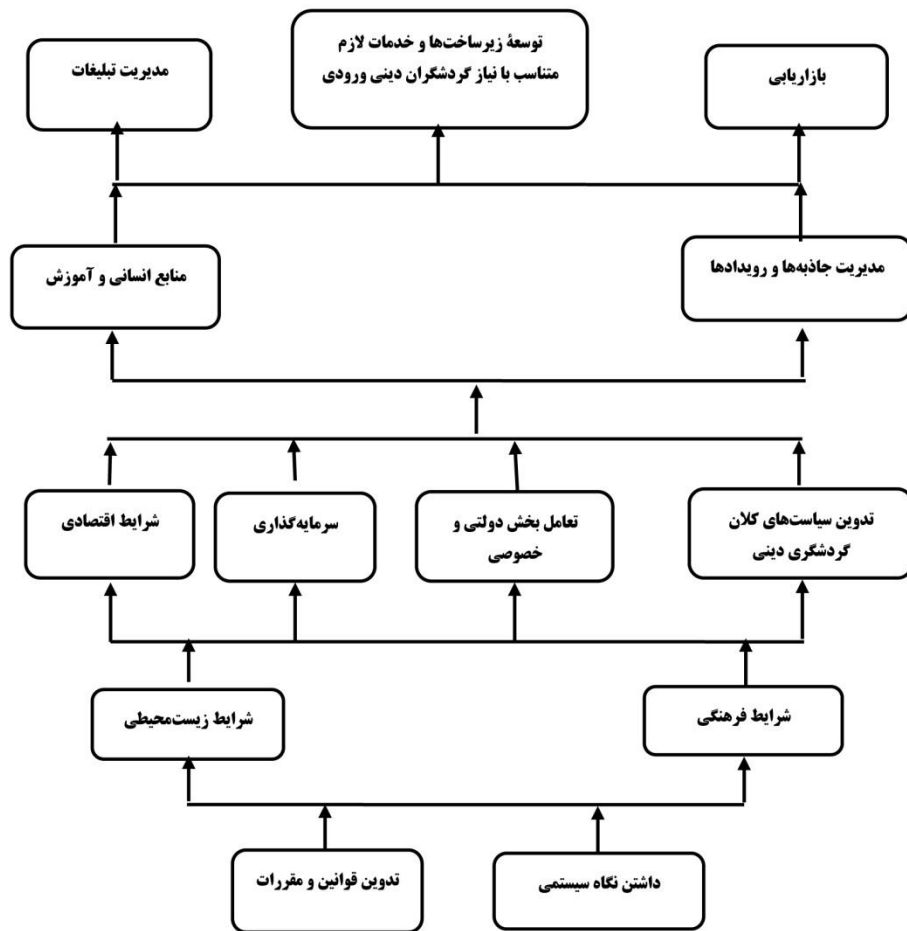 بازاریابی
توسعۀ زیرساخت‌ها و خدمات لازم
متناسب با نیاز گردشگران دینی ورودی
مدیریت تبلیغات
مدیریت جاذبه‌ها و رویدادها
منابع انسانی و آموزش
تدوین سیاست‌های کلان
گردشگری دینی
تعامل بخش دولتی و
خصوصی
سرمایه‌گذاری
شرایط اقتصادی
شرایط فرهنگی
شرایط زیست‌محیطی
داشتن نگاه سیستمی
تدوین قوانین و مقررات